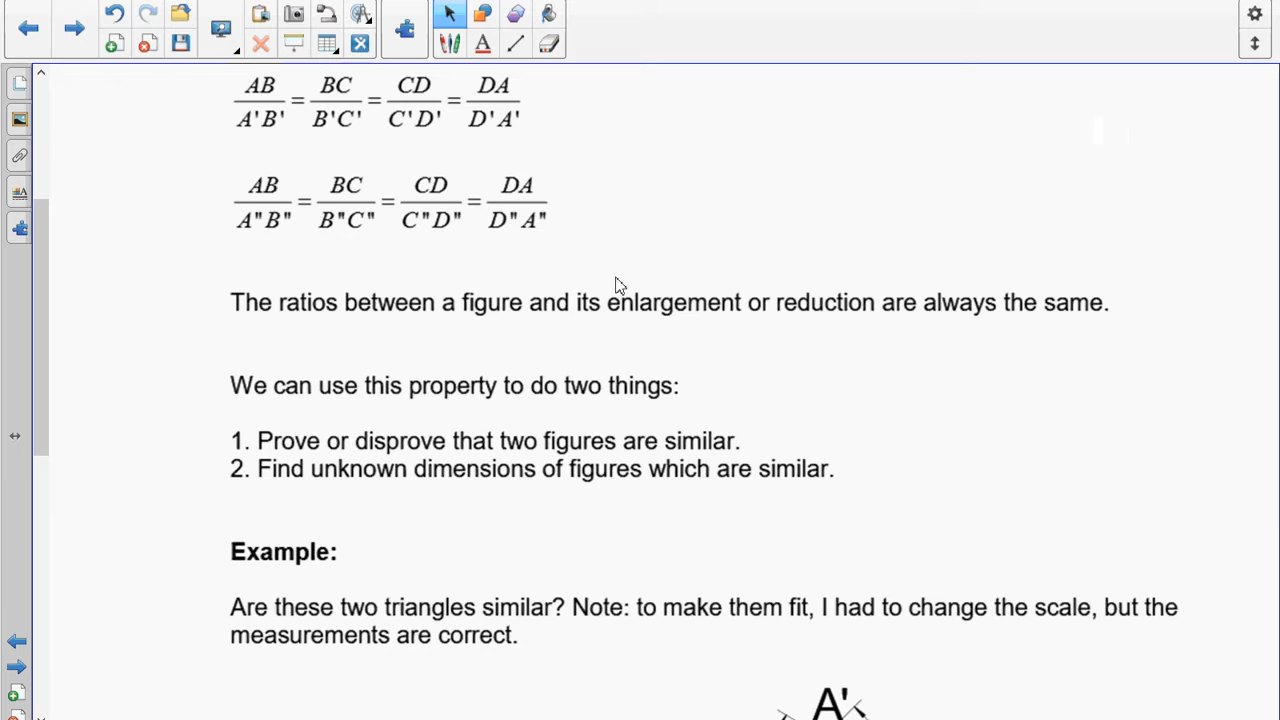 AB/A'B' = BC/B'C' = CD/C'D' = DA/D'A'
AB/A"B" = BC/B"C" = CD/C"D" = DA/D"A"
The ratios between a figure and its enlargement or reduction are always the same.
We can use this property to do two things:
1. Prove or disprove that two figures are similar.
2. Find unknown dimensions of figures which are similar.
Example:
Are these two triangles similar? Note: to make them fit, I had to change the scale, but the
measurements are correct.
A'